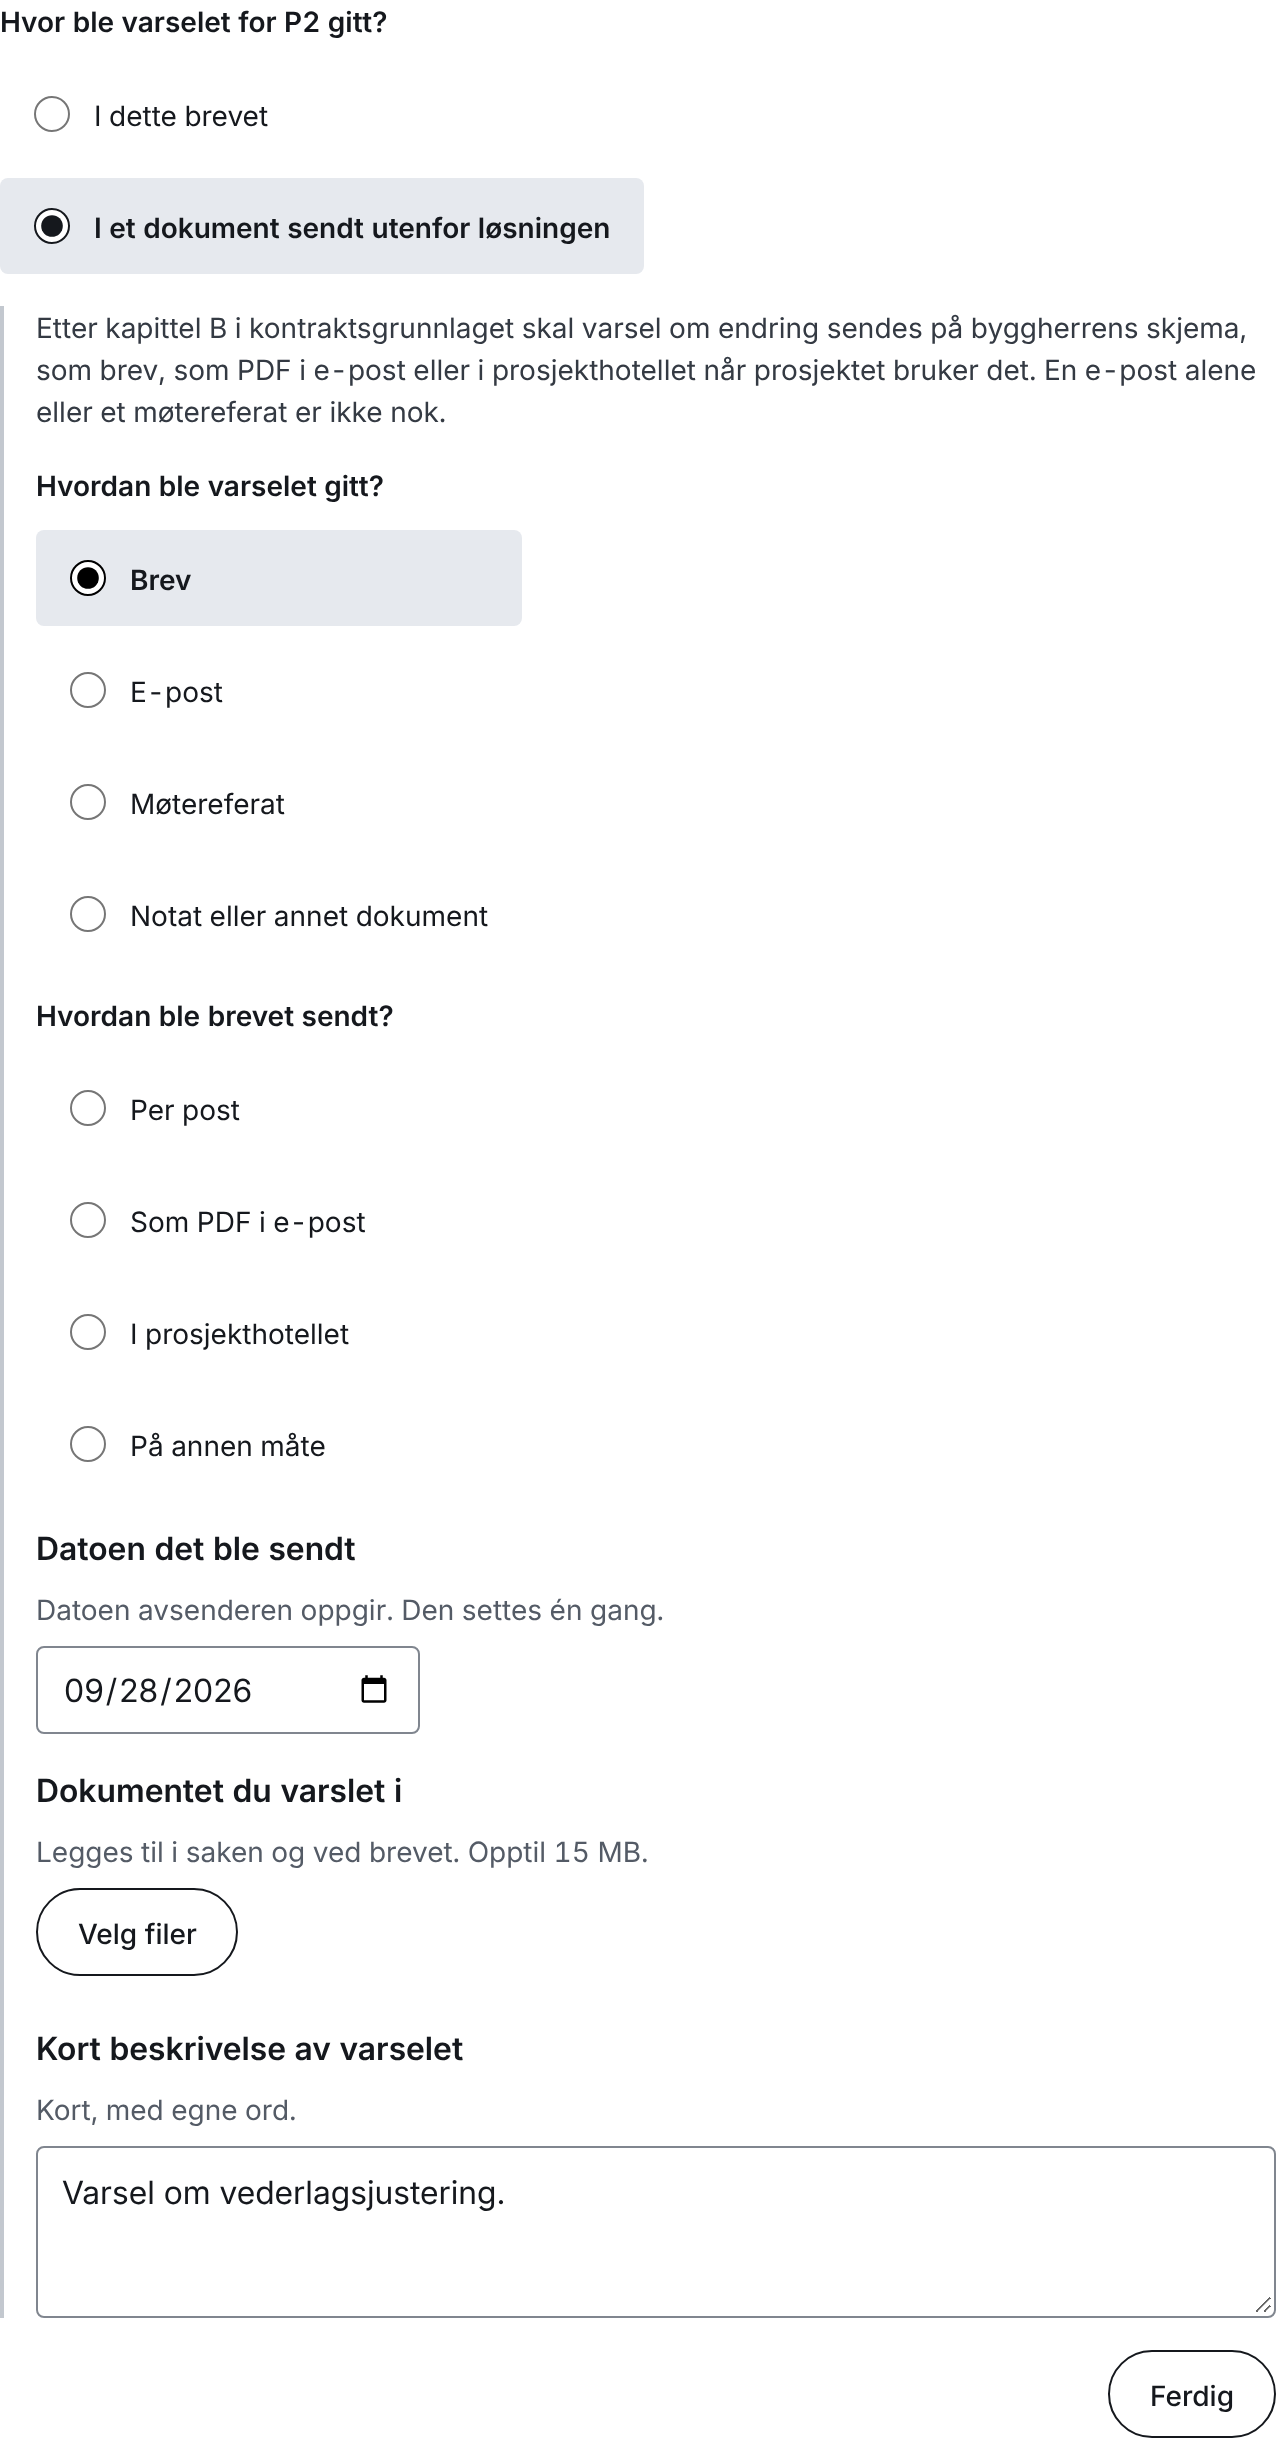 Hvor ble varselet for P2 gitt?
I dette brevet
I et dokument sendt utenfor løsningen
Etter kapittel B i kontraktsgrunnlaget skal varsel om endring sendes på byggherrens skjema,
som brev, som PDF i e-post eller i prosjekthotellet når prosjektet bruker det. En e-post alene
eller et møtereferat er ikke nok.
Hvordan ble varselet gitt?
Brev
E-post
Møtereferat
Notat eller annet dokument
Hvordan ble brevet sendt?
Per post
Som PDF i e-post
I prosjekthotellet
På annen måte
Datoen det ble sendt
Datoen avsenderen oppgir. Den settes én gang.
09/28/2026
Dokumentet du varslet i
Legges til i saken og ved brevet. Opptil 15 MB.
Velg filer
Kort beskrivelse av varselet
Kort, med egne ord.
Varsel om vederlagsjustering.
Ferdig